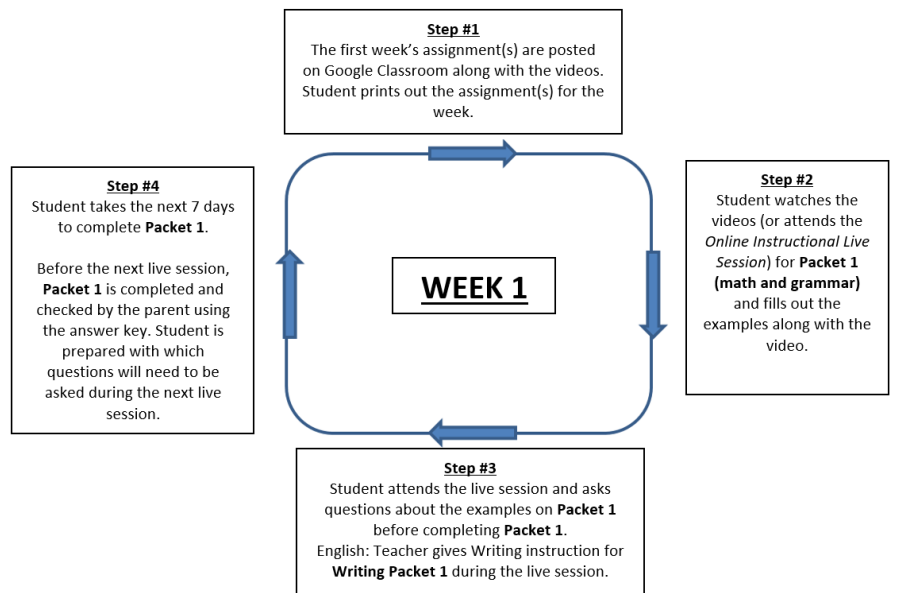 Step #1
The first week's assignment(s) are posted
on Google Classroom along with the videos.
Student prints out the assignment(s) for the
week.
Step #2
Student watches the
videos (or attends the
Online Instructional Live
Session) for Packet 1
(math and grammar)
and fills out the
examples along with the
video.
Step #3
Student attends the live session and asks
questions about the examples on Packet 1
before completing Packet 1.
English: Teacher gives Writing instruction for
Writing Packet 1 during the live session.
Step #4
Student takes the next 7 days
to complete Packet 1.
Before the next live session,
Packet 1 is completed and
checked by the parent using
the answer key. Student is
prepared with which
questions will need to be
asked during the next live
session.
WEEK 1